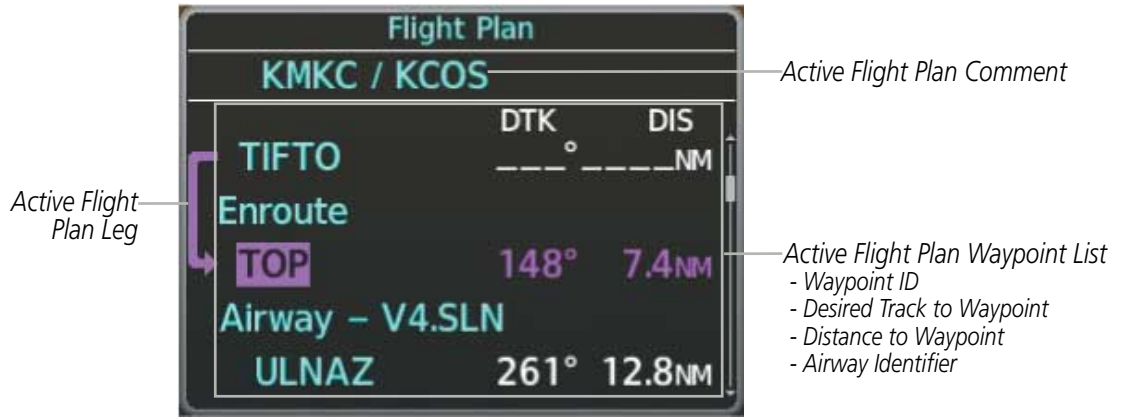 Flight Plan
KMKC / KCOS
Active Flight Plan Comment
DTK DIS
TIFTO ___° ____NM
Active Flight
Plan Leg
Enroute
TOP 148° 7.4NM
Active Flight Plan Waypoint List
- Waypoint ID
- Desired Track to Waypoint
- Distance to Waypoint
- Airway Identifier
Airway – V4.SLN
ULNAZ 261° 12.8NM